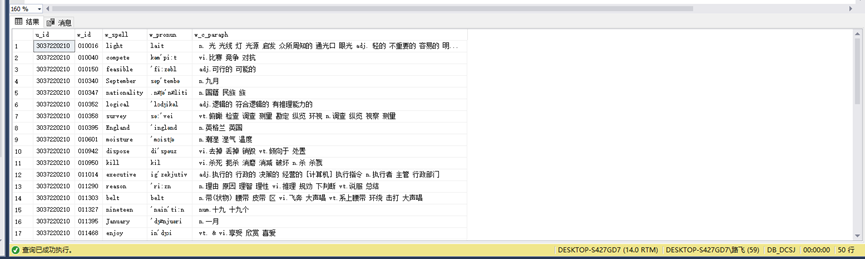 160 %
结果 消息
u_id w_id w_spell w_pronun w_c_paraph
1 3037220210 010016 light lait n. 光 光线 灯 光源 启发 众所周知的 通光口 眼光 adj. 轻的 不重要的 容易的 明...
2 3037220210 010040 compete kəm'pi:t vi.比赛 竞争 对抗
3 3037220210 010150 feasible 'fi:zəbl adj.可行的 可能的
4 3037220210 010340 September sep'tembə n.九月
5 3037220210 010347 nationality n.国籍 民族 族
6 3037220210 010352 logical 'lɔdʒikəl adj.逻辑的 符合逻辑的 有推理能力的
7 3037220210 010358 survey sə:'vei vt.俯瞰 检查 调查 测量 勘定 纵览 环视 n.调查 纵览 视察 测量
8 3037220210 010395 England 'inglənd n.英格兰 英国
9 3037220210 010601 moisture 'mɔistʃə n.潮湿 湿气 温度
10 3037220210 010942 dispose di'spəuz vi.去掉 丢掉 销毁 vt.倾向于 处置
11 3037220210 010950 kill kil vi.杀死 扼杀 消磨 消减 破坏 n.杀 杀戮
12 3037220210 011014 executive ig'zekjutiv adj.执行的 行政的 决策的 经营的 [计算机]执行指令 n.执行者 主管 行政部门
13 3037220210 011290 reason 'ri:zn n.理由 原因 理智 理性 vi.推理 规劝 下判断 vt.说服 总结
14 3037220210 011303 belt belt n.带(状物) 腰带 皮带 区 vi.飞奔 大声唱 vt.系上腰带 环绕 击打 大声唱
15 3037220210 011327 nineteen 'nain'ti:n num.十九 十九个
16 3037220210 011395 January 'dʒænjuəri n.一月
17 3037220210 011468 enjoy in'dʒɔi vt. & vi.享受 欣赏 喜爱
查询已成功执行。 DESKTOP-S427GD7 (14.0 RTM) DESKTOP-S427GD7\路飞 (59) DB_DCSJ 00:00:00 50 行